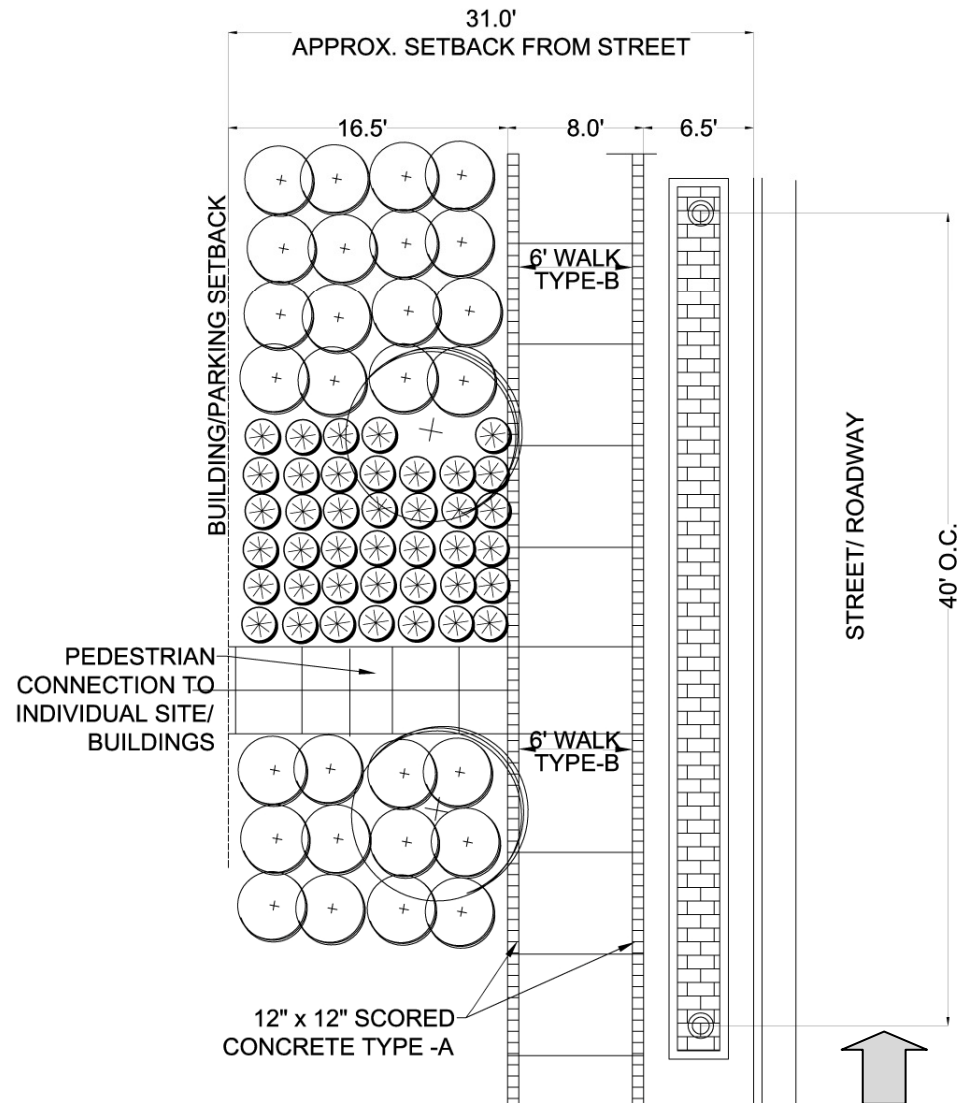 31.0'
APPROX. SETBACK FROM STREET
16.5'
8.0'
6.5'
BUILDING/PARKING SETBACK
6' WALK
TYPE-B
STREET/ ROADWAY
40' O.C.
PEDESTRIAN
CONNECTION TO
INDIVIDUAL SITE/
BUILDINGS
6' WALK
TYPE-B
12" x 12" SCORED
CONCRETE TYPE -A